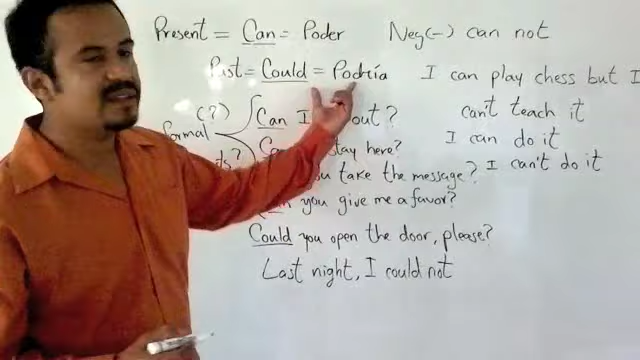 Present = Can = Poder
Neg(-) can not
Past = Could = Podría
I can play chess but I
(?)
Can I out?
can't teach it
formal
stay here?
I can do it
you take the message?
I can't do it
Can you give me a favor?
Could you open the door, please?
Last night, I could not